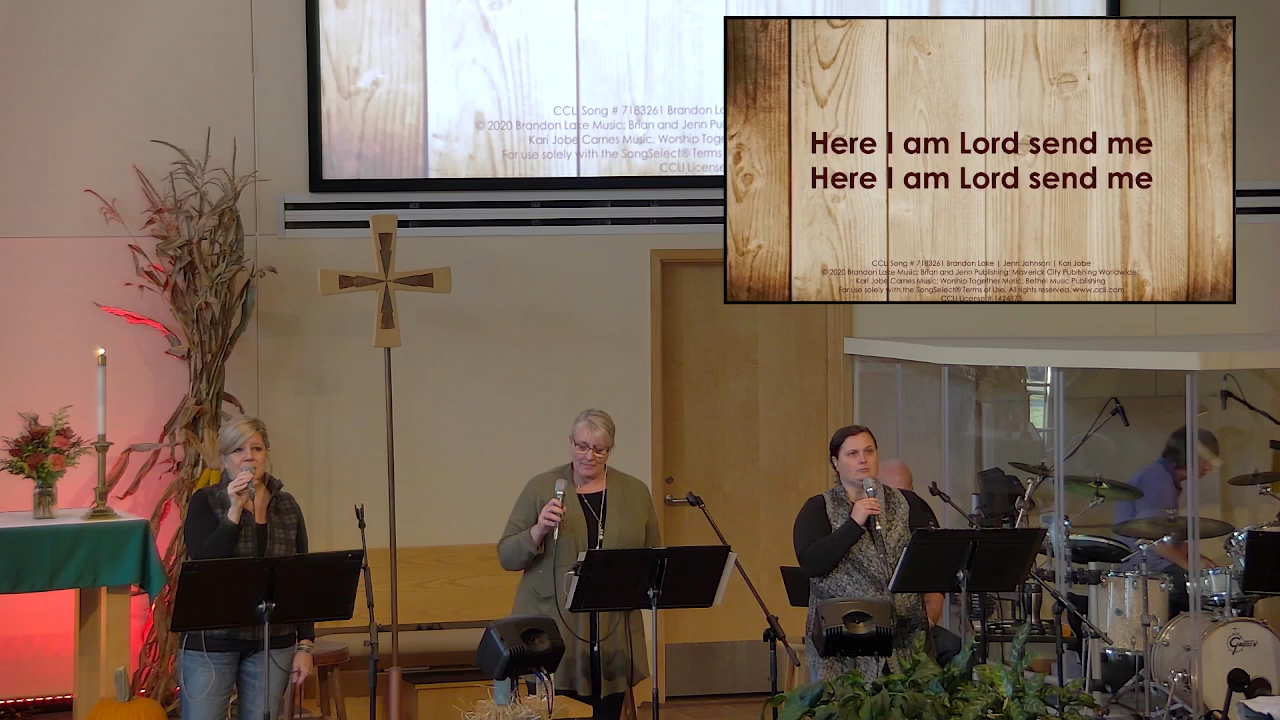 CCLI Song # 7183261 Brandon La
© 2020 Brandon Lake Music; Brian and Jenn Pu
Kari Jobe Carnes Music; Worship Toge
For use solely with the SongSelect® Terms
CCLI License
Here I am Lord send me
Here I am Lord send me
CCLI Song # 7183261 Brandon Lake | Jenn Johnson | Kari Jobe
© 2020 Brandon Lake Music; Brian and Jenn Publishing; Maverick City Publishing Worldwide;
Kari Jobe Carnes Music; Worship Together Music; Bethel Music Publishing
For use solely with the SongSelect® Terms of Use. All rights reserved. www.ccli.com
CCLI License # 1424573
Gretsch